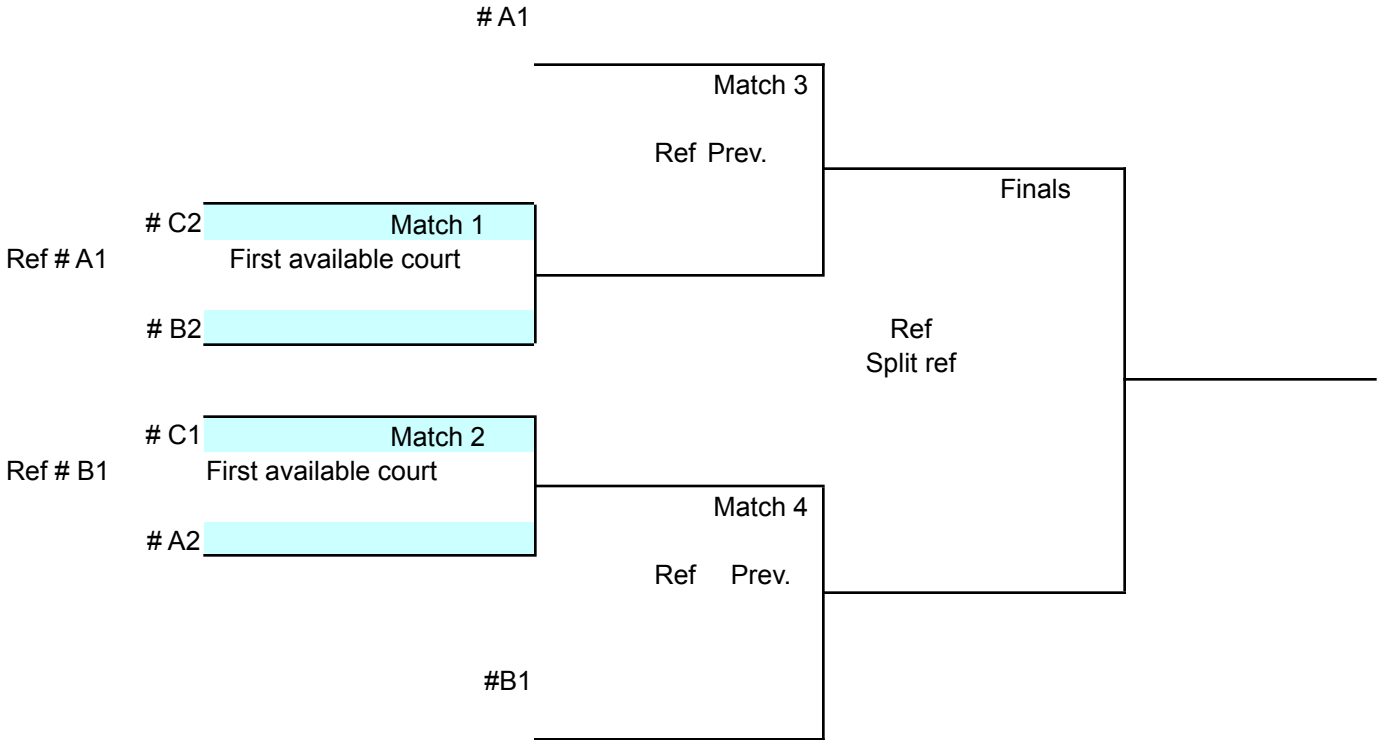 # A1
Match 3
Ref Prev.
Finals
# C2 Match 1
Ref # A1 First available court
# B2
Ref
Split ref
# C1 Match 2
Ref # B1 First available court
Match 4
# A2
Ref Prev.
#B1